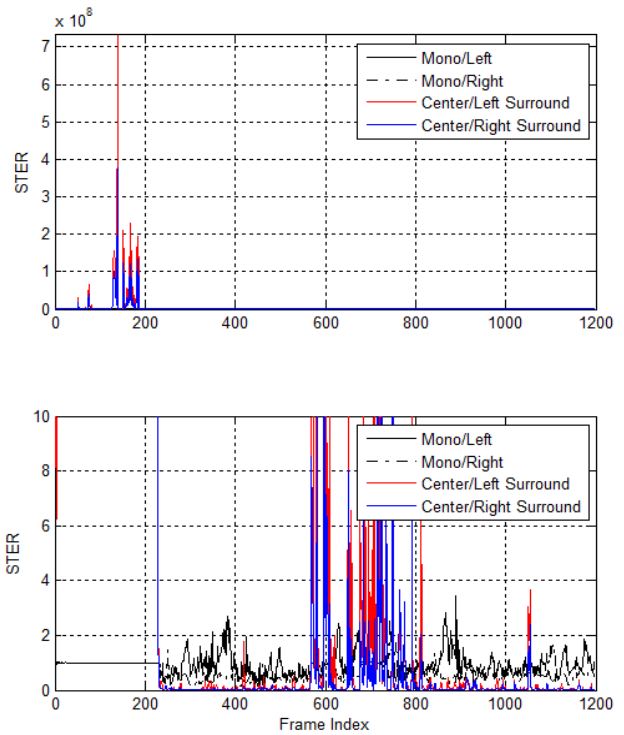 x 10^8
7
6
5
4
3
2
1
0
STER
0 200 400 600 800 1000 1200
Mono/Left
Mono/Right
Center/Left Surround
Center/Right Surround
10
8
6
4
2
0
STER
0 200 400 600 800 1000 1200
Frame Index
Mono/Left
Mono/Right
Center/Left Surround
Center/Right Surround